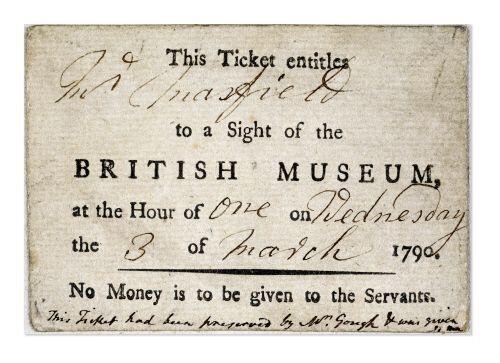 This Ticket entitles
Mrs Maxfield
to a Sight of the
BRITISH MUSEUM,
at the Hour of One on Wednesday
the 3 of March 1790.
No Money is to be given to the Servants.
This Ticket had been preserved by Mr. Gough & was given